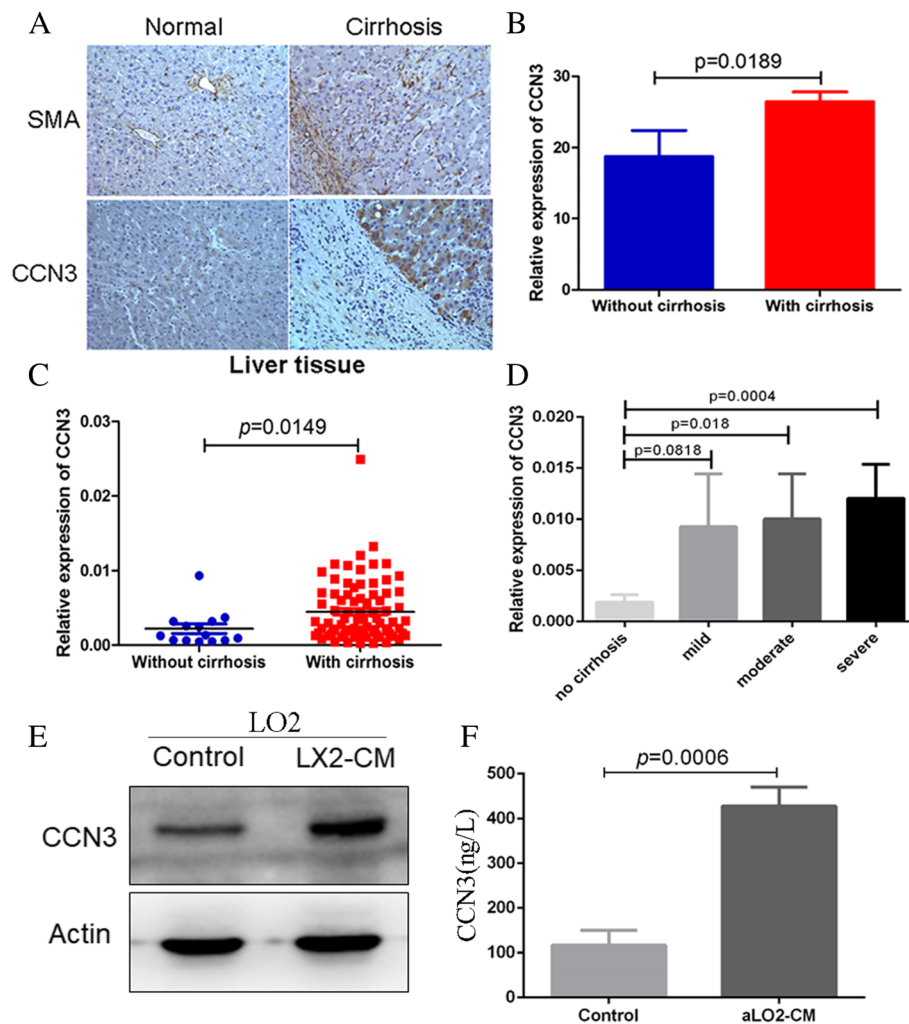 A
Normal
Cirrhosis
SMA
CCN3
Liver tissue
B
p=0.0189
Relative expression of CCN3
30
20
10
0
Without cirrhosis
With cirrhosis
C
p=0.0149
Relative expression of CCN3
0.03
0.02
0.01
0.00
Without cirrhosis
With cirrhosis
D
p=0.0004
p=0.018
p=0.0818
Relative expression of CCN3
0.020
0.015
0.010
0.005
0.000
no cirrhosis
mild
moderate
severe
E
LO2
Control
LX2-CM
CCN3
Actin
F
p=0.0006
CCN3(ng/L)
500
400
300
200
100
0
Control
aLO2-CM